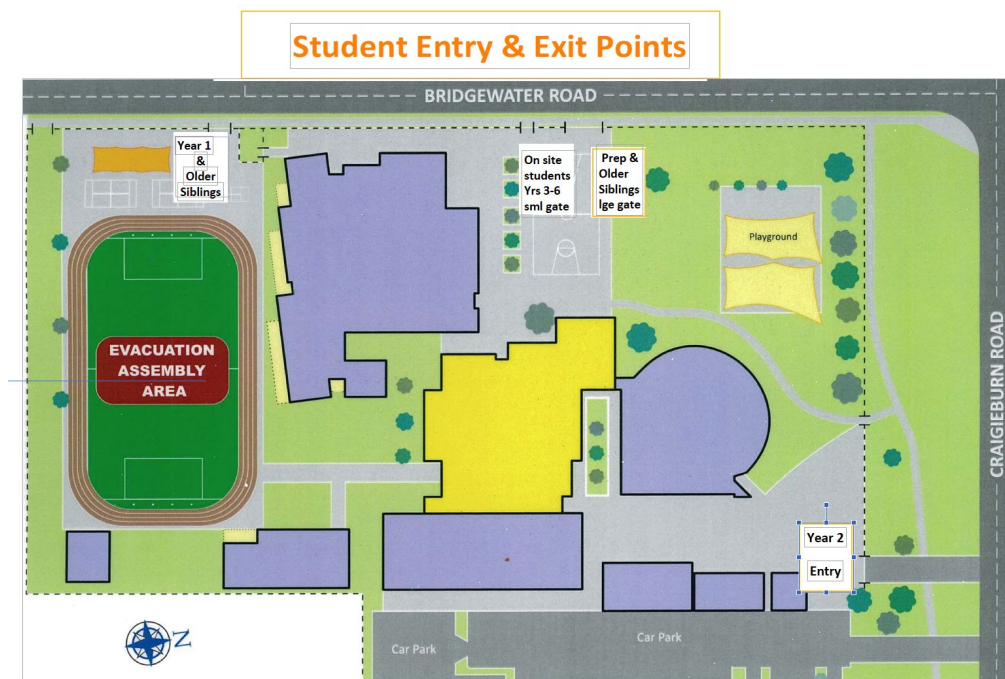 Student Entry & Exit Points
BRIDGEWATER ROAD
Year 1
&
Older
Siblings
On site
students
Yrs 3-6
sml gate
Prep &
Older
Siblings
lge gate
Playground
EVACUATION
ASSEMBLY
AREA
CRAIGIEBURN ROAD
Year 2
Entry
N
Car Park
Car Park